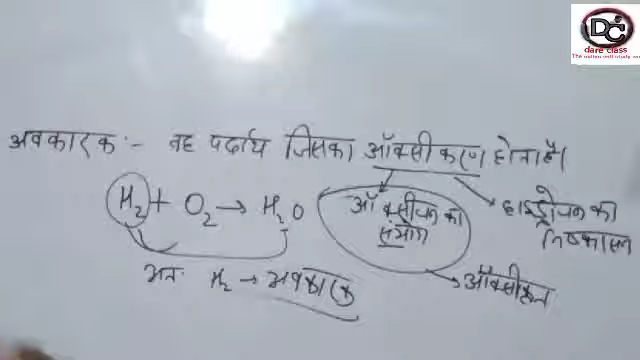 DC
dare class
अवकारक:- वह पदार्थ जिसका ऑक्सीकरण होता है।
H₂ + O₂ → H₂O
ऑक्सीजन का
संयोग
हाइड्रोजन का
निष्कासन
अतः H₂ → अवकारक
ऑक्सीकृत